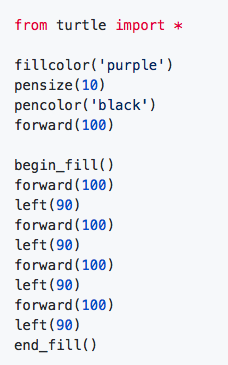 from turtle import *
fillcolor('purple')
pensize(10)
pencolor('black')
forward(100)
begin_fill()
forward(100)
left(90)
forward(100)
left(90)
forward(100)
left(90)
forward(100)
left(90)
end_fill()